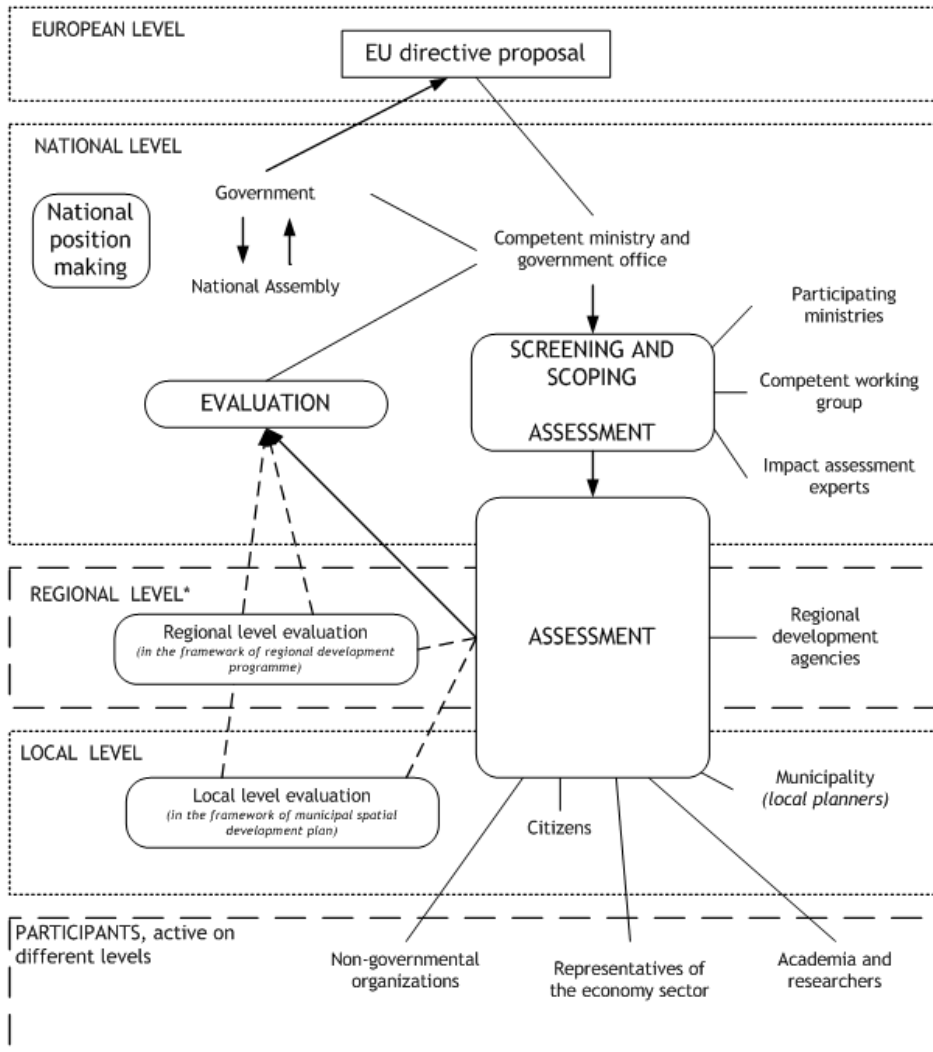 EUROPEAN LEVEL
EU directive proposal
NATIONAL LEVEL
National
position
making
Government
National Assembly
Competent ministry and
government office
Participating
ministries
SCREENING AND
SCOPING
ASSESSMENT
Competent working
group
Impact assessment
experts
EVALUATION
REGIONAL LEVEL*
Regional level evaluation
(in the framework of regional development
programme)
ASSESSMENT
Regional
development
agencies
LOCAL LEVEL
Local level evaluation
(in the framework of municipal spatial
development plan)
Citizens
Municipality
(local planners)
PARTICIPANTS, active on
different levels
Non-governmental
organizations
Representatives of
the economy sector
Academia and
researchers